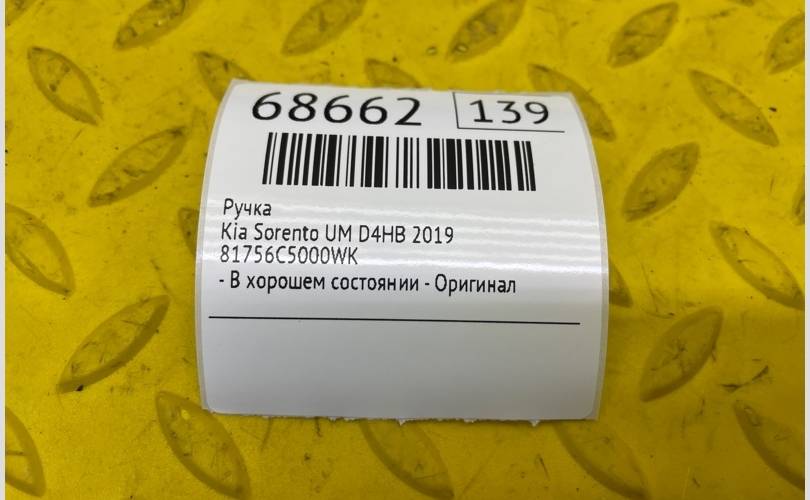 68662 139
Ручка
Kia Sorento UM D4HB 2019
81756C5000WK
- В хорошем состоянии - Оригинал